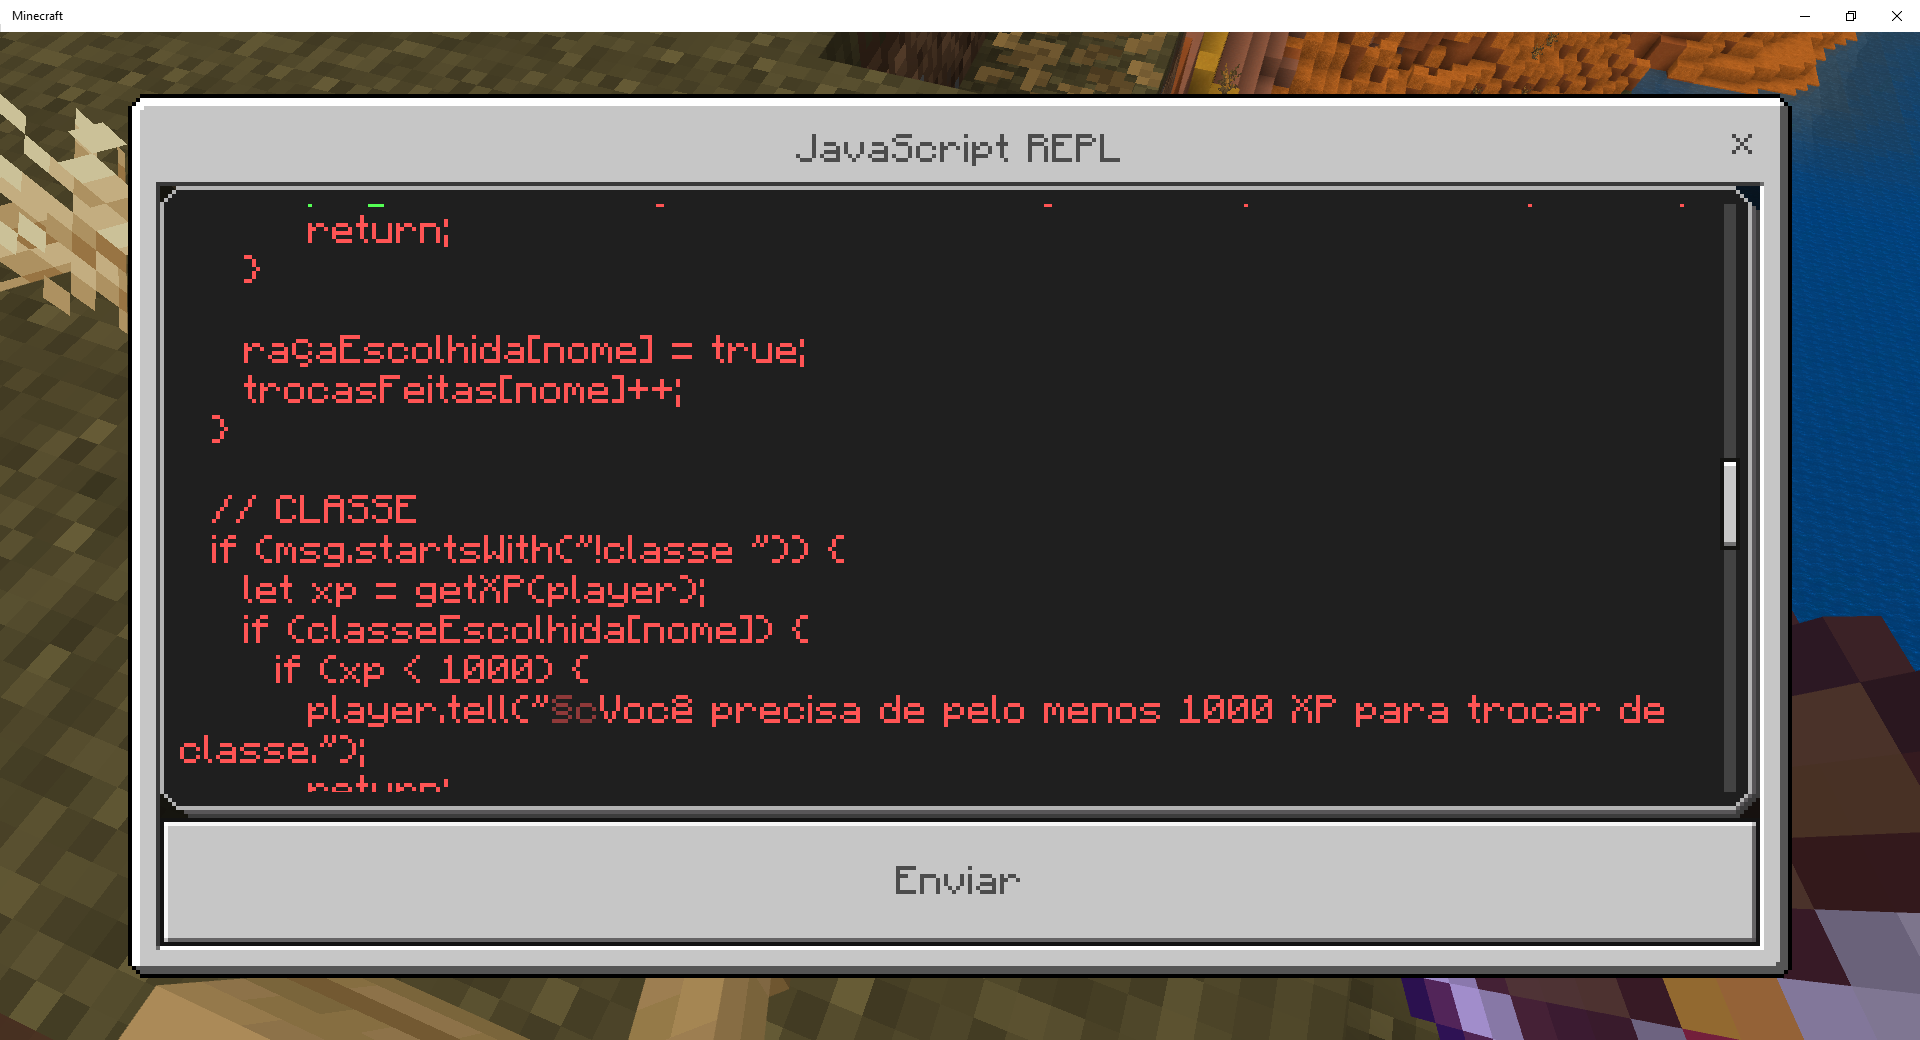 Minecraft
JavaScript REPL
return;
}
raçaEscolhida[nome] = true;
trocasFeitas[nome]++;
}
// CLASSE
if (msg.startsWith("!classe ")) {
let xp = getXP(player);
if (classeEscolhida[nome]) {
if (xp < 1000) {
player.tell("§cVocê precisa de pelo menos 1000 XP para trocar de
classe.");
return;
Enviar